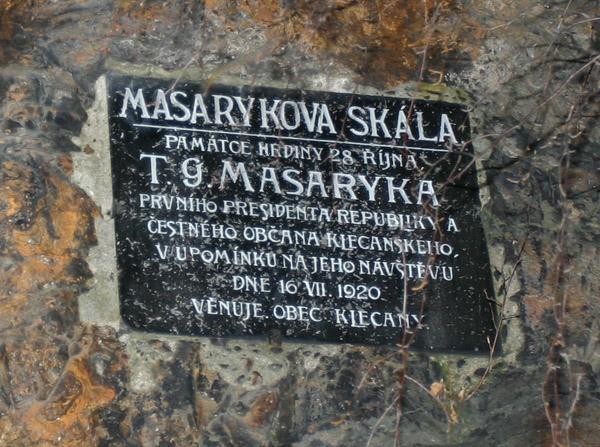 MASARYKOVA SKÁLA
PAMÁTCE HRDINY 28. ŘIJNA
T. G. MASARYKA
PRVNÍHO PRESIDENTA REPUBLIKY A
ČESTNÉHO OBČANA KLECANSKÉHO,
V UPOMÍNKU NA JEHO NÁVŠTĚVU
DNE 16. VII. 1920
VĚNUJE OBEC KLECANY